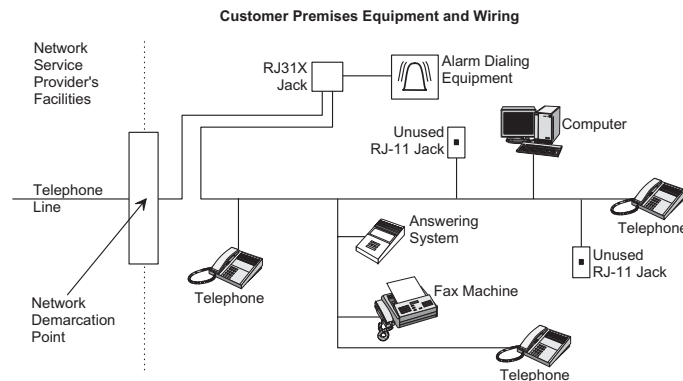 Customer Premises Equipment and Wiring
Network
Service
Provider's
Facilities
RJ31X
Jack
Alarm Dialing
Equipment
Unused
RJ-11 Jack
Computer
Telephone
Line
Answering
System
Telephone
Unused
RJ-11 Jack
Telephone
Fax Machine
Network
Demarcation
Point
Telephone